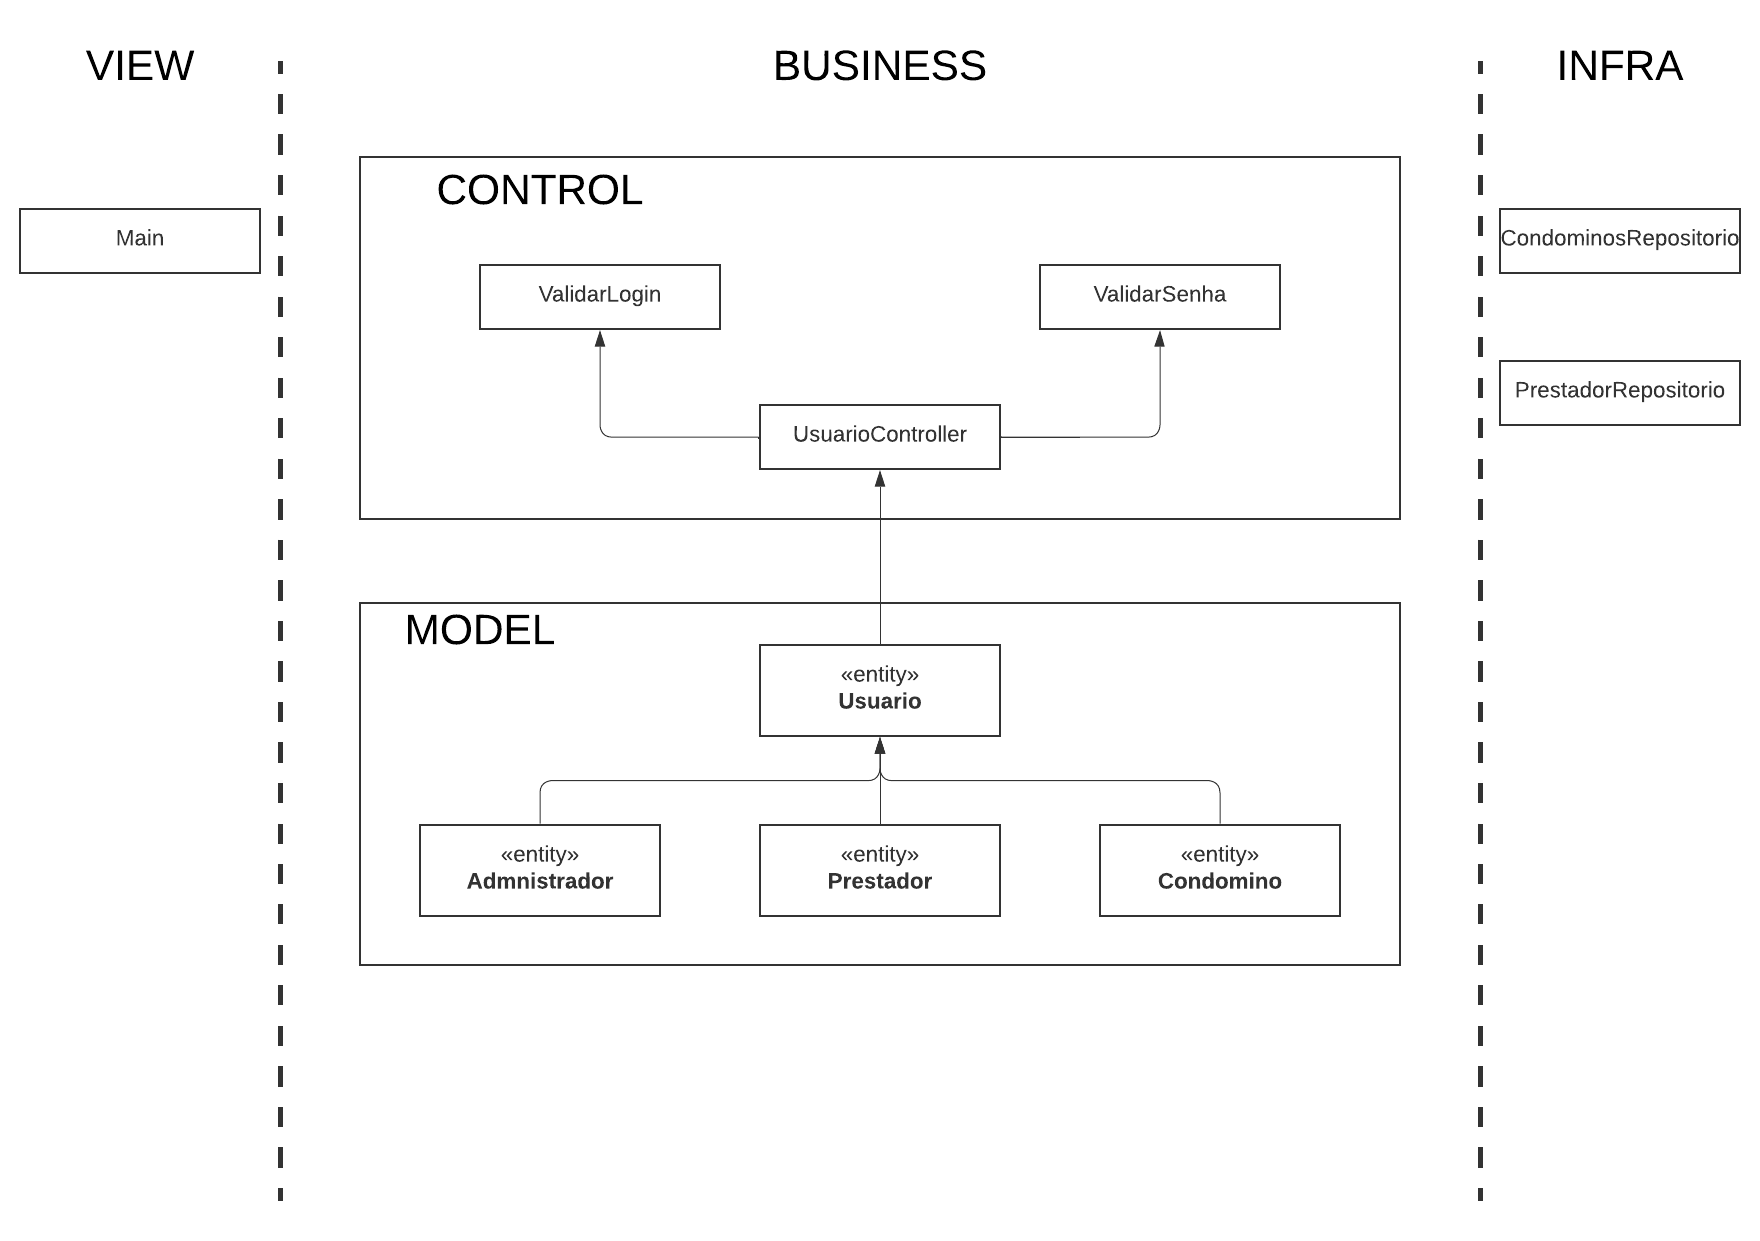 VIEW
BUSINESS
INFRA
CONTROL
Main
CondominosRepositorio
ValidarLogin
ValidarSenha
PrestadorRepositorio
UsuarioController
MODEL
«entity»
Usuario
«entity»
Admnistrador
«entity»
Prestador
«entity»
Condomino